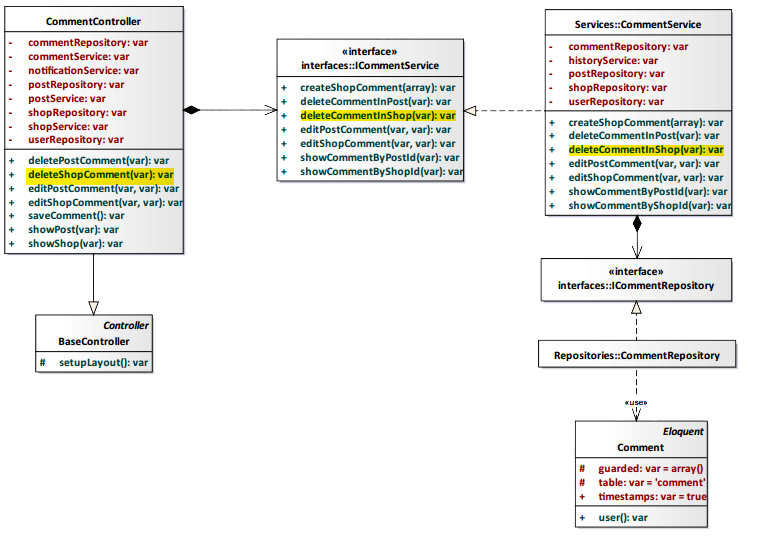 CommentController
- commentRepository: var
- commentService: var
- notificationService: var
- postRepository: var
- postService: var
- shopRepository: var
- shopService: var
- userRepository: var
+ deletePostComment(var): var
+ deleteShopComment(var): var
+ editPostComment(var, var): var
+ editShopComment(var, var): var
+ saveComment(): var
+ showPost(var): var
+ showShop(var): var
«interface»
interfaces::ICommentService
+ createShopComment(array): var
+ deleteCommentInPost(var): var
+ deleteCommentInShop(var): var
+ editPostComment(var, var): var
+ editShopComment(var, var): var
+ showCommentByPostId(var): var
+ showCommentByShopId(var): var
Services::CommentService
- commentRepository: var
- historyService: var
- postRepository: var
- shopRepository: var
- userRepository: var
+ createShopComment(array): var
+ deleteCommentInPost(var): var
+ deleteCommentInShop(var): var
+ editPostComment(var, var): var
+ editShopComment(var, var): var
+ showCommentByPostId(var): var
+ showCommentByShopId(var): var
Controller
BaseController
# setupLayout(): var
«interface»
interfaces::ICommentRepository
Repositories::CommentRepository
«use»
Eloquent
Comment
# guarded: var = array()
# table: var = 'comment'
+ timestamps: var = true
+ user(): var